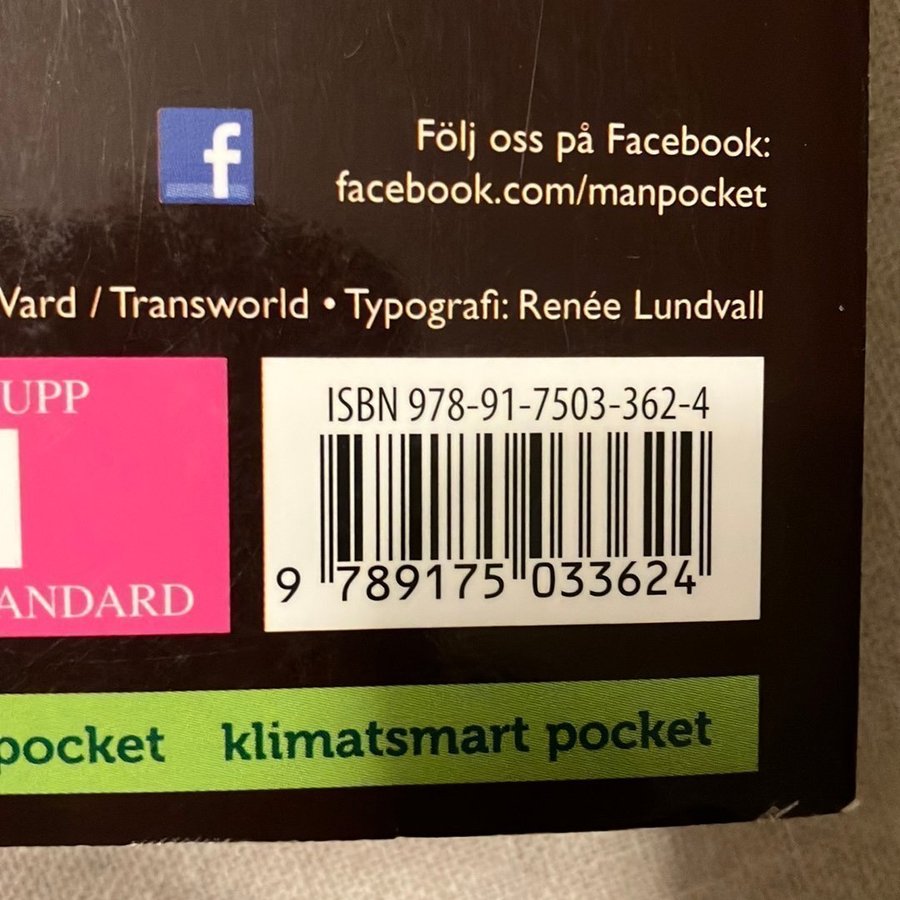 f
Följ oss på Facebook:
facebook.com/manpocket
Ward / Transworld • Typografi: Renée Lundvall
UPP
ANDARD
ISBN 978-91-7503-362-4
9 789175 033624
pocket klimatsmart pocket